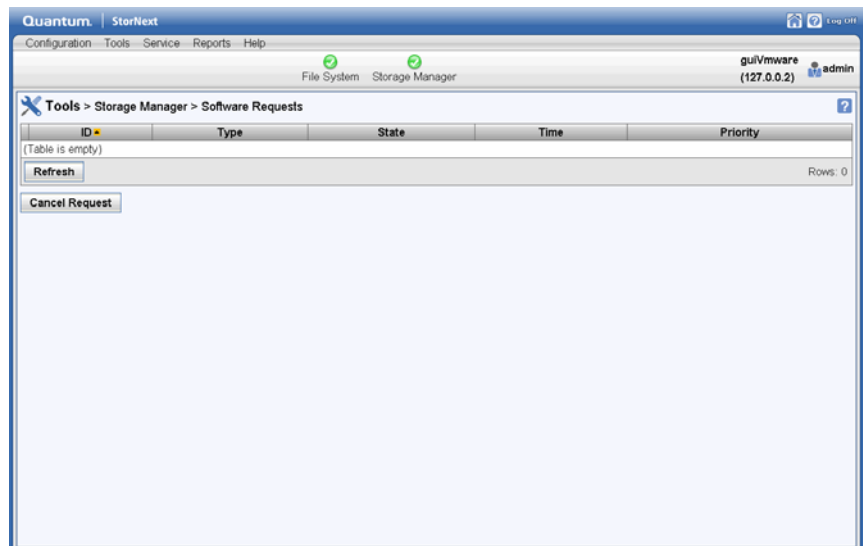 Quantum. | StorNext Log Off
Configuration Tools Service Reports Help
File System Storage Manager guiVmware (127.0.0.2) admin
Tools > Storage Manager > Software Requests ?
ID Type State Time Priority
(Table is empty)
Refresh Rows: 0
Cancel Request